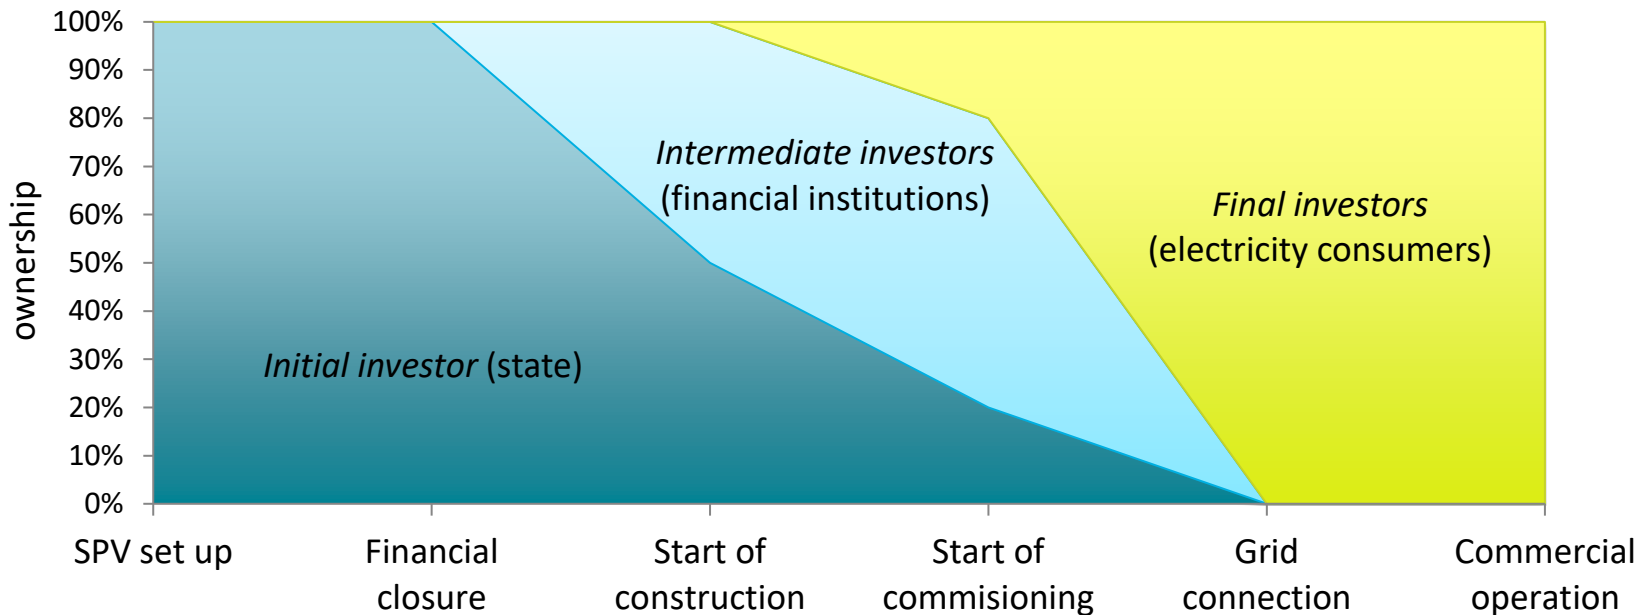 100%
90%
80%
70%
60%
50%
40%
30%
20%
10%
0%
ownership
Initial investor (state)
Intermediate investors
(financial institutions)
Final investors
(electricity consumers)
SPV set up
Financial
closure
Start of
construction
Start of
commisioning
Grid
connection
Commercial
operation